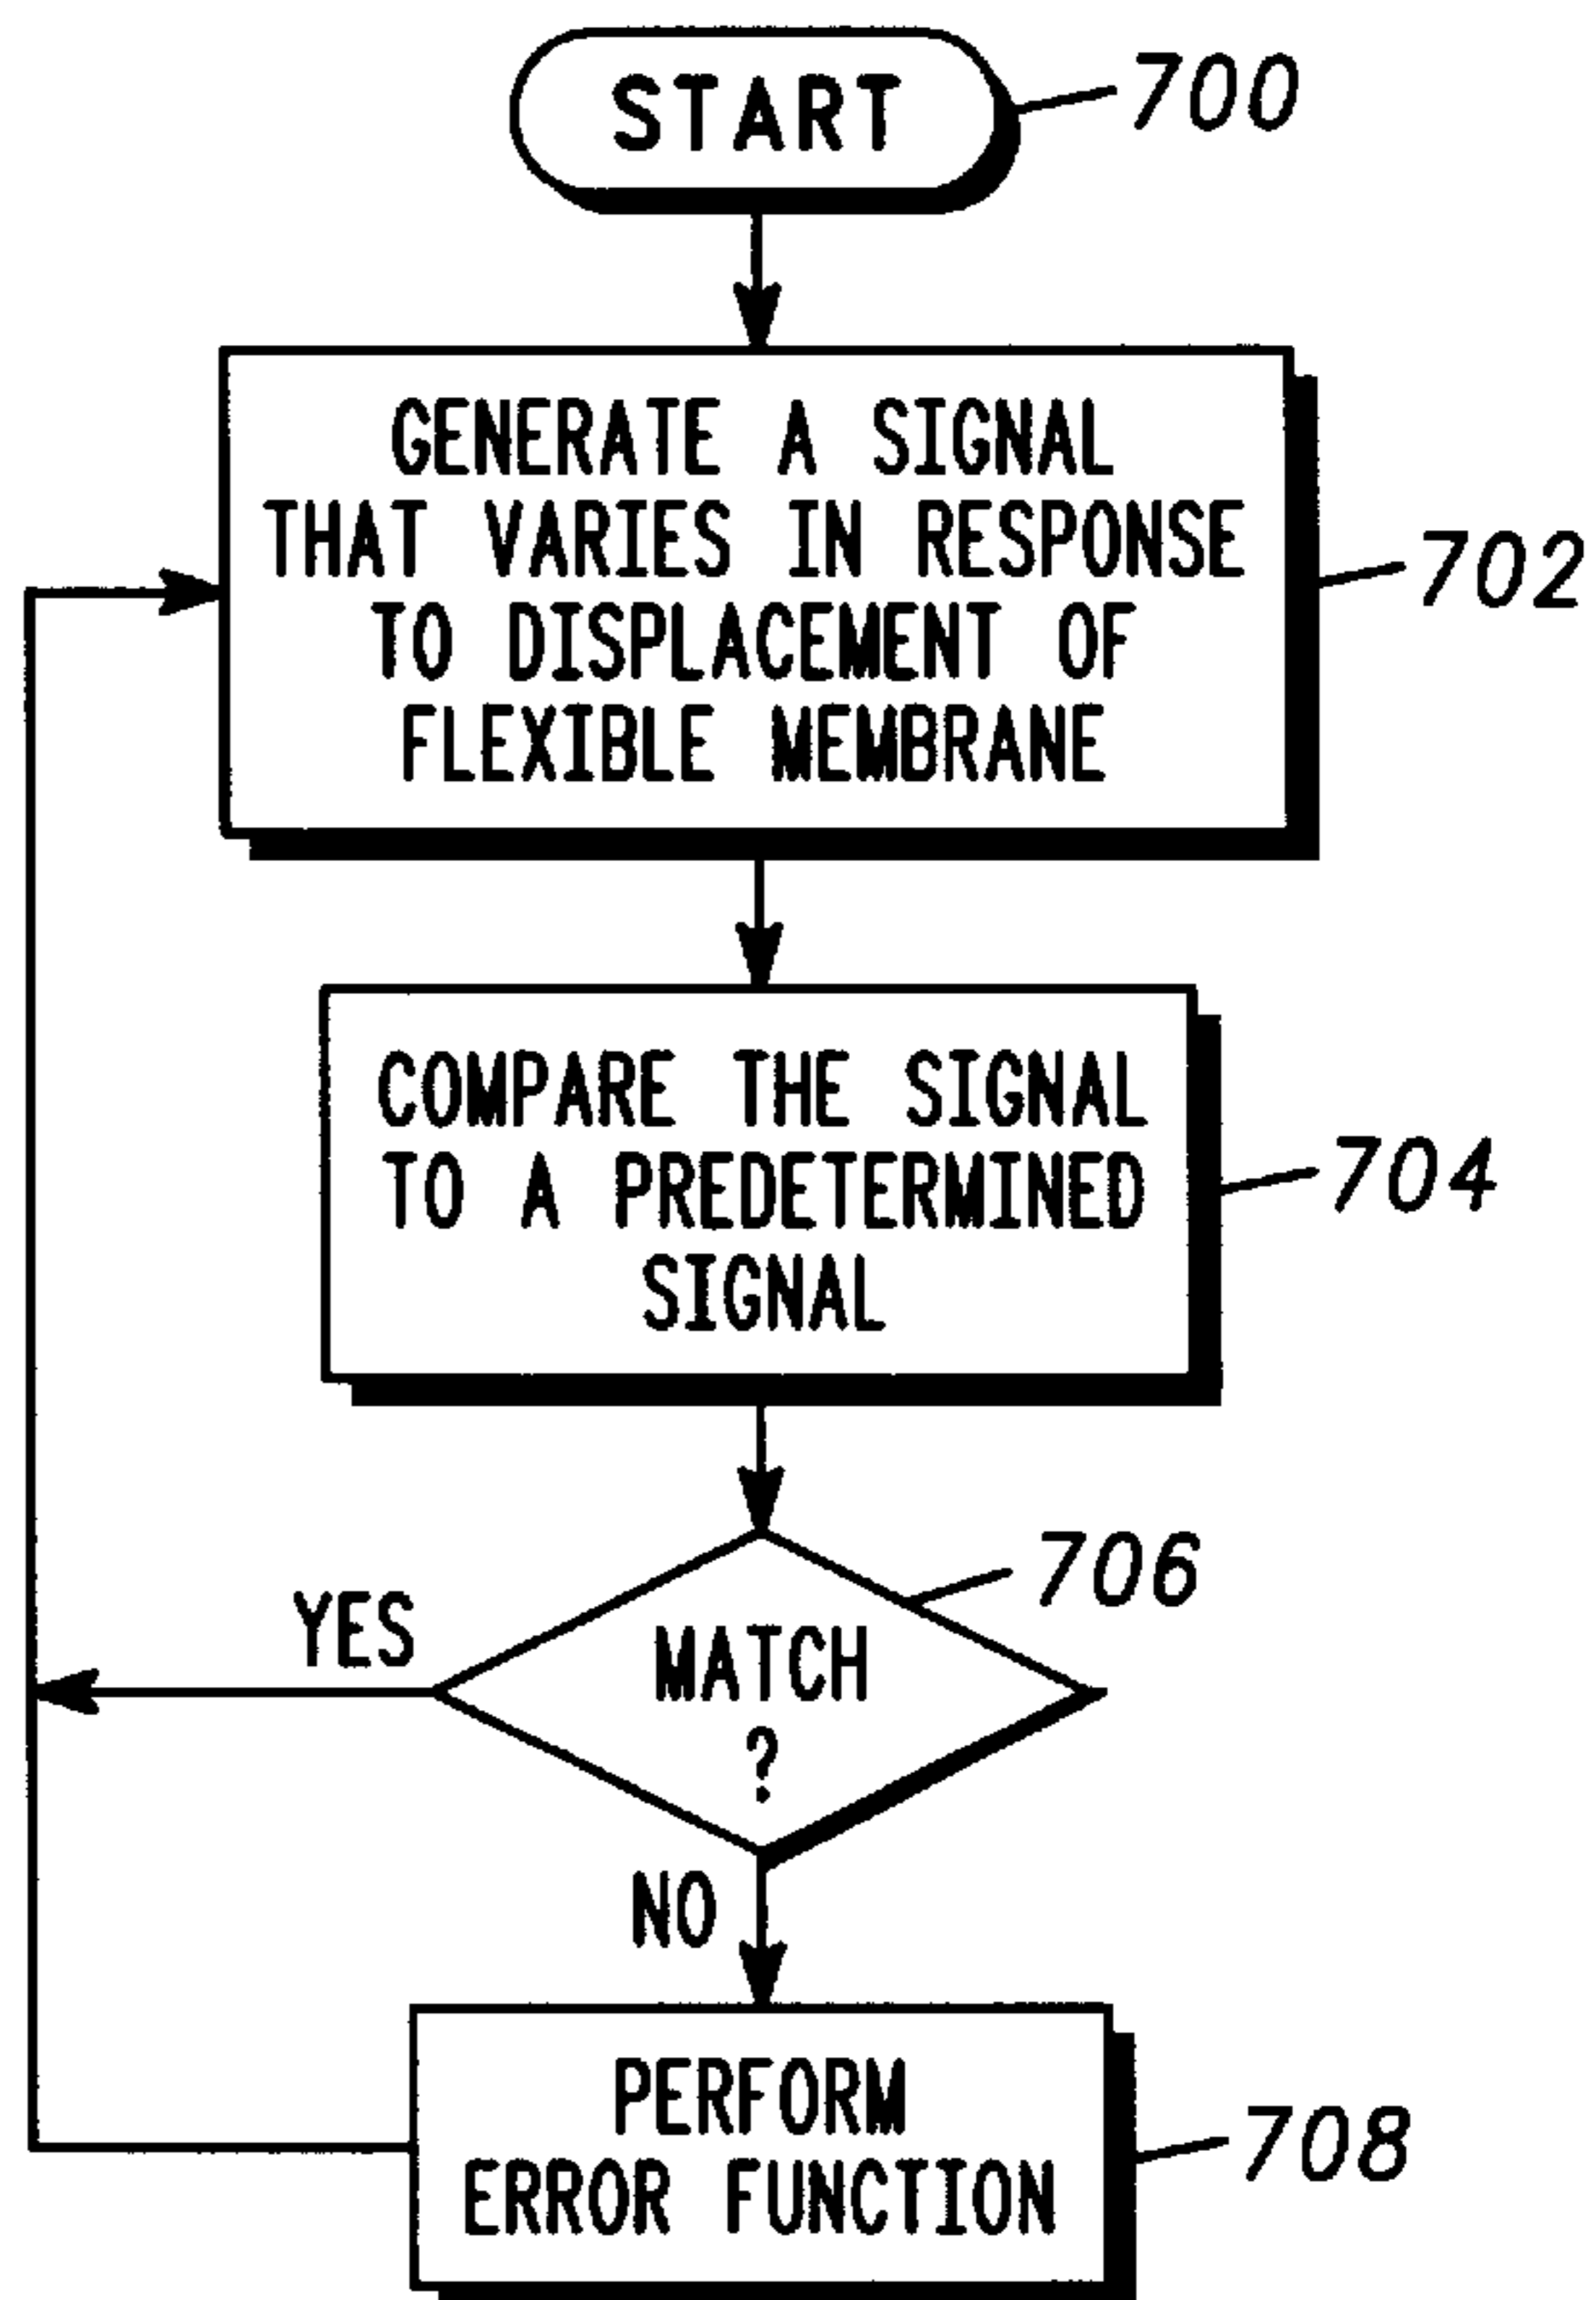 START
700
GENERATE A SIGNAL
THAT VARIES IN RESPONSE
TO DISPLACEMENT OF
FLEXIBLE MEMBRANE
702
COMPARE THE SIGNAL
TO A PREDETERMINED
SIGNAL
704
706
YES
MATCH
?
NO
PERFORM
ERROR FUNCTION
708